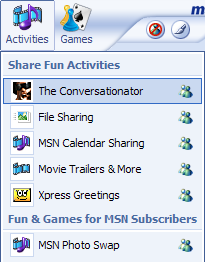 m
Activities Games
Share Fun Activities
The Conversationator
File Sharing
MSN Calendar Sharing
Movie Trailers & More
Xpress Greetings
Fun & Games for MSN Subscribers
MSN Photo Swap